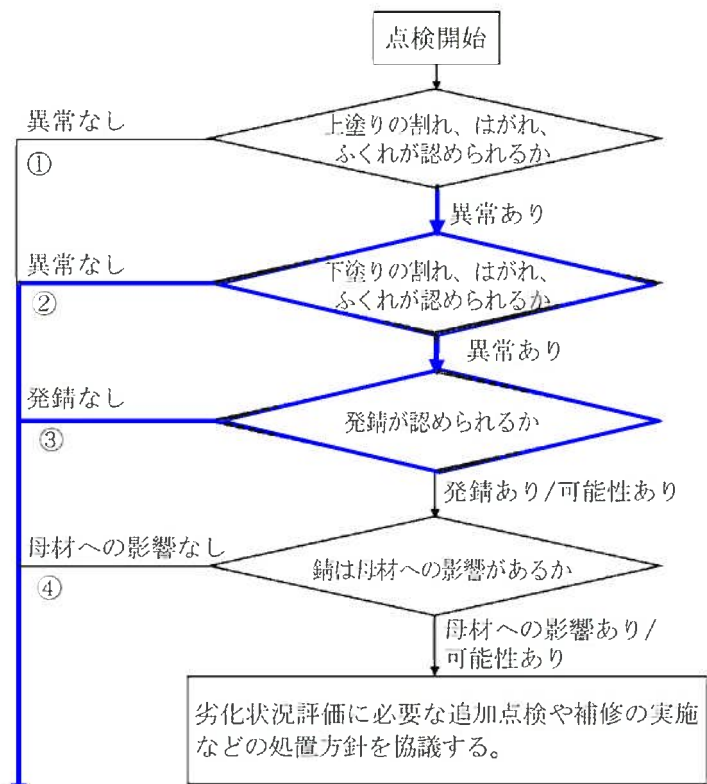 点検開始
異常なし
①
上塗りの割れ、はがれ、
ふくれが認められるか
異常あり
異常なし
②
下塗りの割れ、はがれ、
ふくれが認められるか
異常あり
発錆なし
③
発錆が認められるか
発錆あり/可能性あり
母材への影響なし
④
錆は母材への影響があるか
母材への影響あり/
可能性あり
劣化状況評価に必要な追加点検や補修の実施
などの処置方針を協議する。